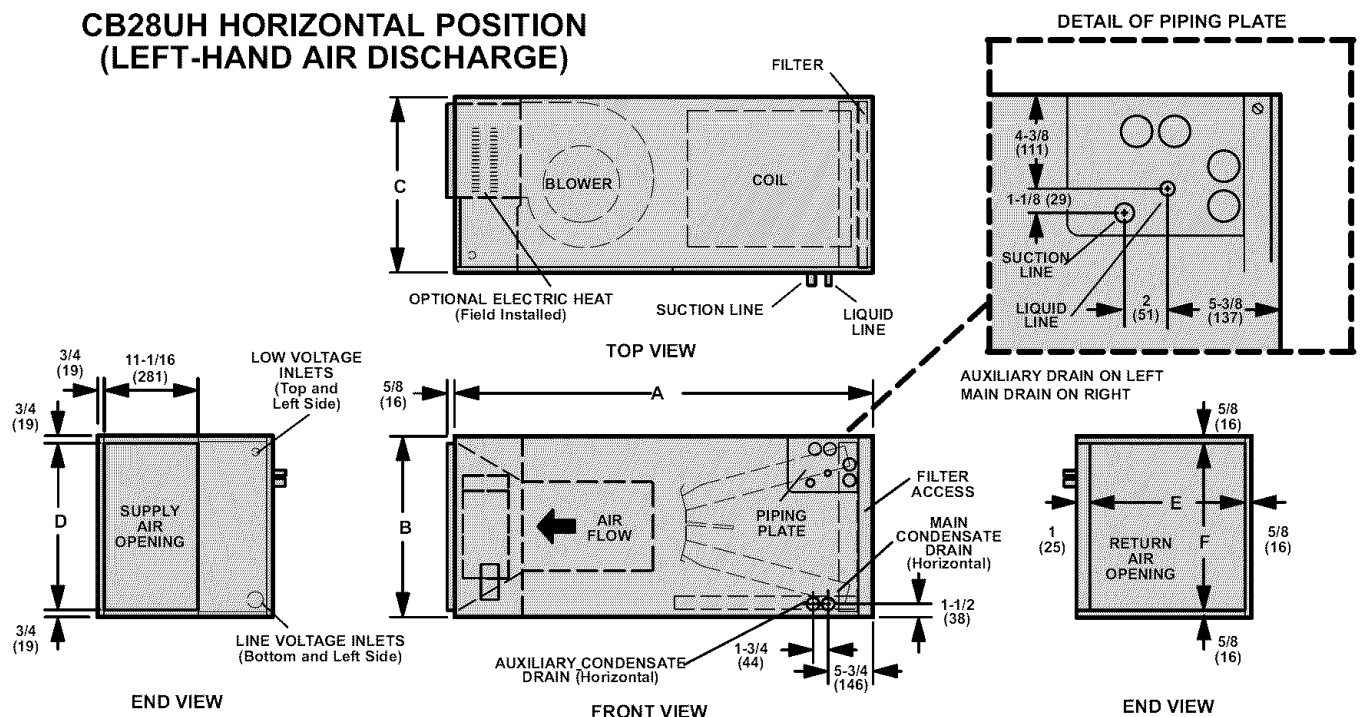 CB28UH HORIZONTAL POSITION
(LEFT-HAND AIR DISCHARGE)
DETAIL OF PIPING PLATE
FILTER
C
BLOWER
COIL
OPTIONAL ELECTRIC HEAT
(Field Installed)
SUCTION LINE
LIQUID
LINE
TOP VIEW
4-3/8
(111)
1-1/8 (29)
SUCTION
LINE
LIQUID
LINE
2
(51)
5-3/8
(137)
AUXILIARY DRAIN ON LEFT
MAIN DRAIN ON RIGHT
3/4
(19)
11-1/16
(281)
LOW VOLTAGE
INLETS
(Top and
Left Side)
3/4
(19)
D
SUPPLY
AIR
OPENING
3/4
(19)
LINE VOLTAGE INLETS
(Bottom and Left Side)
END VIEW
5/8
(16)
A
B
AIR
FLOW
PIPING
PLATE
FILTER
ACCESS
MAIN
CONDENSATE
DRAIN
(Horizontal)
1-1/2
(38)
1-3/4
(44)
5-3/4
(146)
AUXILIARY CONDENSATE
DRAIN (Horizontal)
FRONT VIEW
5/8
(16)
E
F
1
(25)
RETURN
AIR
OPENING
5/8
(16)
5/8
(16)
END VIEW